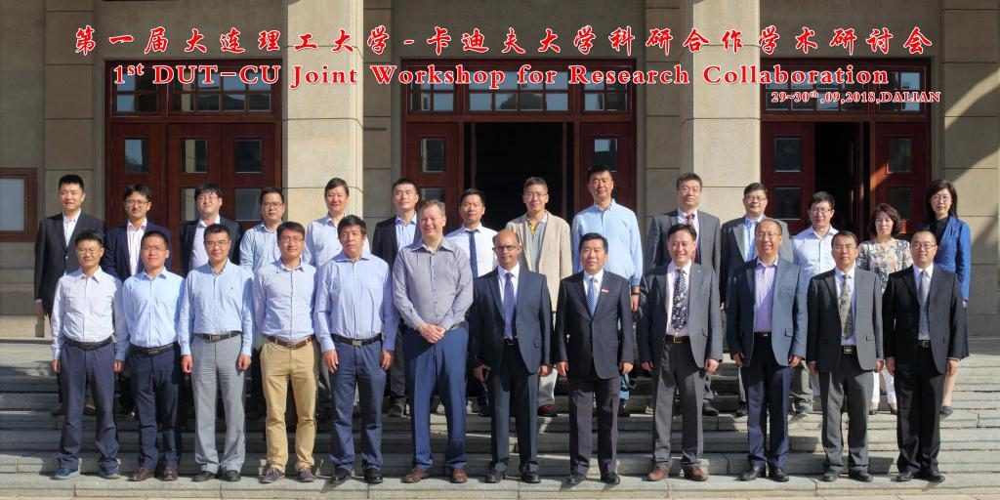 第一届大连理工大学-卡迪夫大学科研合作学术研讨会
1st DUT-CU Joint Workshop for Research Collaboration
29~30th,09,2018,DALIAN